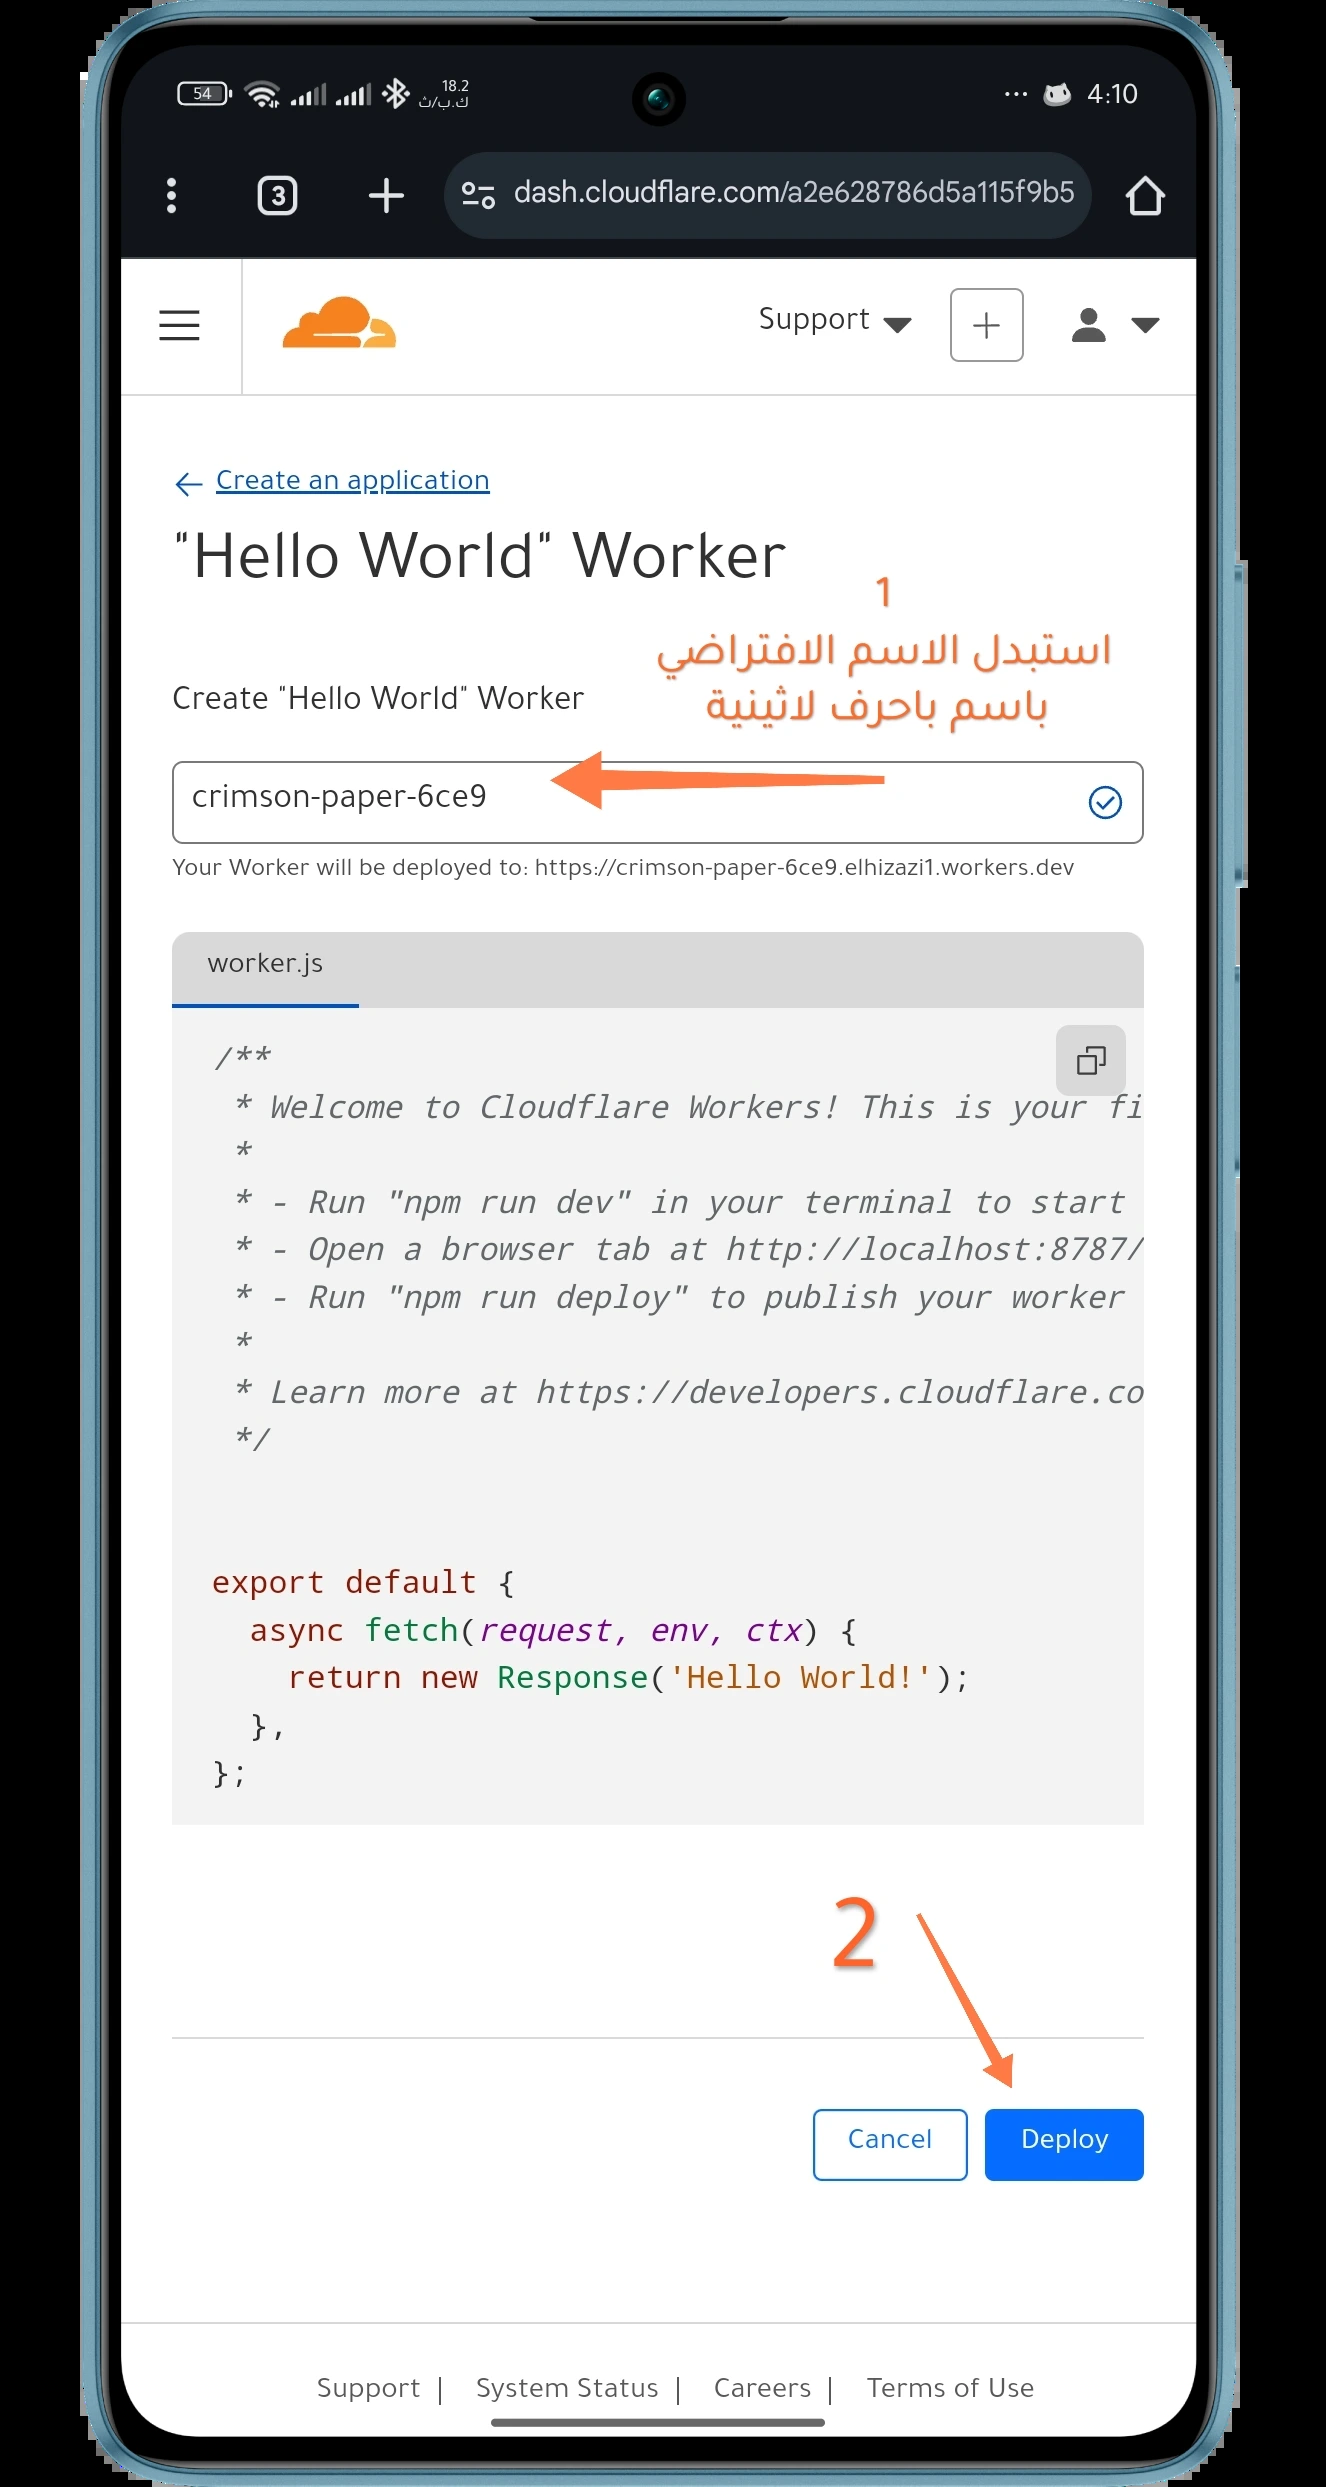 54
18.2
ك.ب/ث
4:10
3
dash.cloudflare.com/a2e628786d5a115f9b5
Support
Create an application
"Hello World" Worker
1
استبدل الاسم الافتراضي
باسم باحرف لاثينية
Create "Hello World" Worker
crimson-paper-6ce9
Your Worker will be deployed to: https://crimson-paper-6ce9.elhizazi1.workers.dev
worker.js
/**
* Welcome to Cloudflare Workers! This is your fi
*
* - Run "npm run dev" in your terminal to start
* - Open a browser tab at http://localhost:8787/
* - Run "npm run deploy" to publish your worker
*
* Learn more at https://developers.cloudflare.co
*/
export default {
async fetch(request, env, ctx) {
return new Response('Hello World!');
},
};
2
Cancel
Deploy
Support | System Status | Careers | Terms of Use